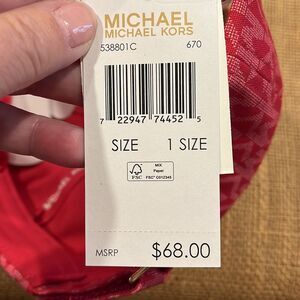 MICHAEL
MICHAEL KORS
538801C 670
7 22947 74452 5
SIZE 1 SIZE
FSC
MIX
Paper
MSRP $68.00